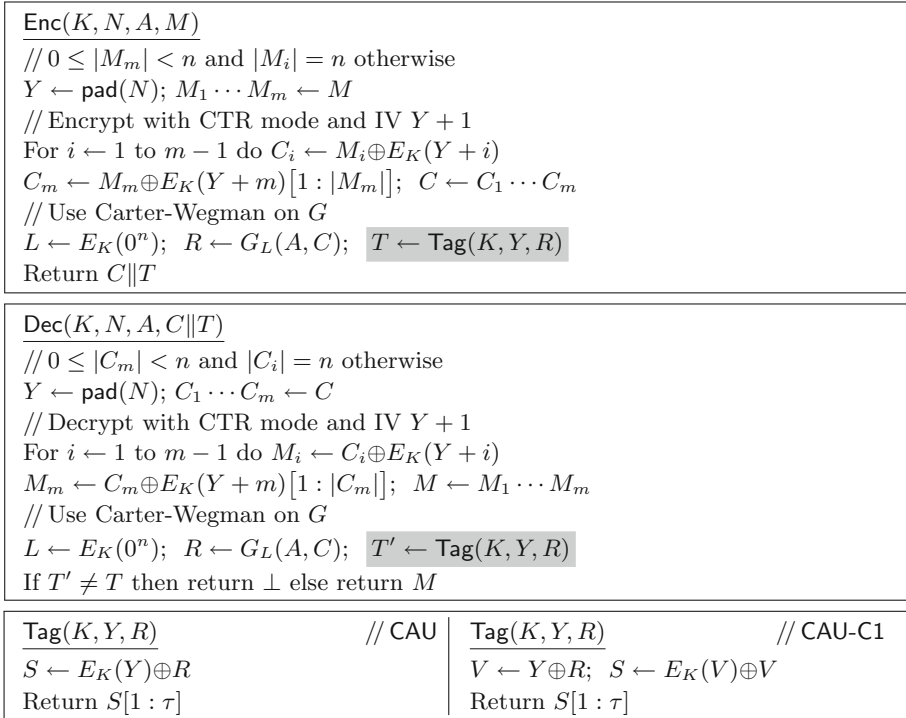 Enc(K, N, A, M)
// 0 ≤ |M_m| < n and |M_i| = n otherwise
Y ← pad(N); M_1 ⋯ M_m ← M
// Encrypt with CTR mode and IV Y + 1
For i ← 1 to m − 1 do C_i ← M_i⊕E_K(Y + i)
C_m ← M_m⊕E_K(Y + m)[1 : |M_m|]; C ← C_1 ⋯ C_m
// Use Carter-Wegman on G
L ← E_K(0^n); R ← G_L(A, C); T ← Tag(K, Y, R)
Return C∥T
Dec(K, N, A, C∥T)
// 0 ≤ |C_m| < n and |C_i| = n otherwise
Y ← pad(N); C_1 ⋯ C_m ← C
// Decrypt with CTR mode and IV Y + 1
For i ← 1 to m − 1 do M_i ← C_i⊕E_K(Y + i)
M_m ← C_m⊕E_K(Y + m)[1 : |C_m|]; M ← M_1 ⋯ M_m
// Use Carter-Wegman on G
L ← E_K(0^n); R ← G_L(A, C); T′ ← Tag(K, Y, R)
If T′ ≠ T then return ⊥ else return M
Tag(K, Y, R) // CAU
S ← E_K(Y)⊕R
Return S[1 : τ]
Tag(K, Y, R) // CAU-C1
V ← Y⊕R; S ← E_K(V)⊕V
Return S[1 : τ]